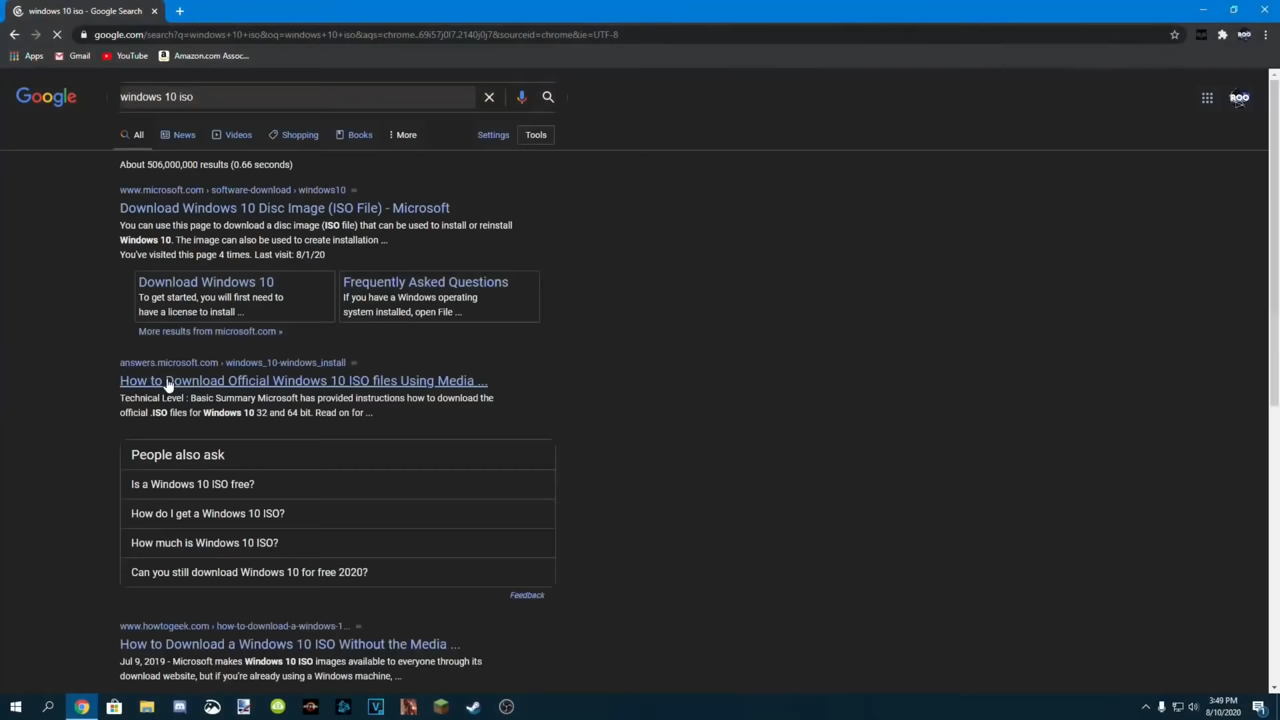 windows 10 iso - Google Search
google.com/search?q=windows+10+iso&oq=windows+10+iso&aqs=chrome..69i57j0l7.2140j0j7&sourceid=chrome&ie=UTF-8
Apps Gmail YouTube Amazon.com Assoc...
Google windows 10 iso
All News Videos Shopping Books More Settings Tools
About 506,000,000 results (0.66 seconds)
www.microsoft.com › software-download › windows10
Download Windows 10 Disc Image (ISO File) - Microsoft
You can use this page to download a disc image (ISO file) that can be used to install or reinstall
Windows 10. The image can also be used to create installation ...
You've visited this page 4 times. Last visit: 8/1/20
Download Windows 10
To get started, you will first need to
have a license to install ...
Frequently Asked Questions
If you have a Windows operating
system installed, open File ...
More results from microsoft.com »
answers.microsoft.com › windows_10-windows_install
How to Download Official Windows 10 ISO files Using Media ...
Technical Level : Basic Summary Microsoft has provided instructions how to download the
official .ISO files for Windows 10 32 and 64 bit. Read on for ...
People also ask
Is a Windows 10 ISO free?
How do I get a Windows 10 ISO?
How much is Windows 10 ISO?
Can you still download Windows 10 for free 2020?
Feedback
www.howtogeek.com › how-to-download-a-windows-1...
How to Download a Windows 10 ISO Without the Media ...
Jul 9, 2019 - Microsoft makes Windows 10 ISO images available to everyone through its
download website, but if you're already using a Windows machine, ...
3:49 PM
8/10/2020